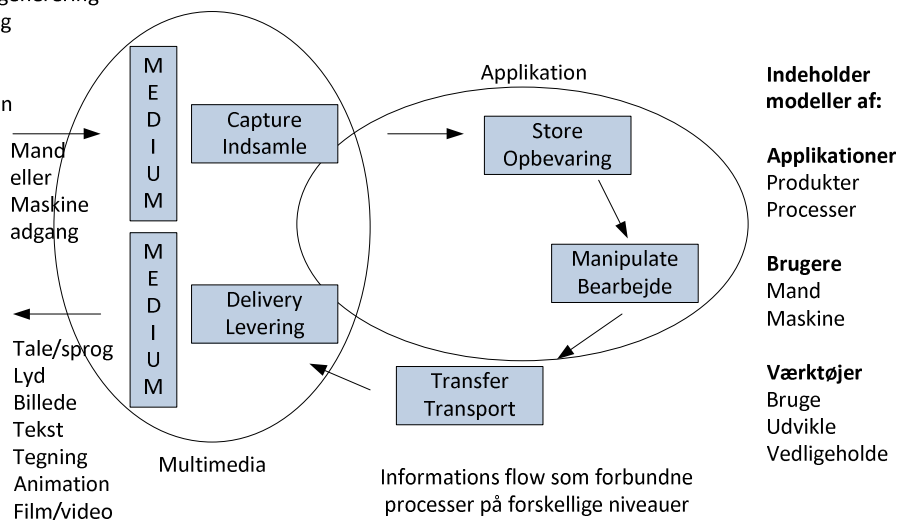 g
n
Mand
eller
Maskine
adgang
Tale/sprog
Lyd
Billede
Tekst
Tegning
Animation
Film/video
MEDIUM
MEDIUM
Capture
Indsamle
Delivery
Levering
Multimedia
Applikation
Store
Opbevaring
Manipulate
Bearbejde
Transfer
Transport
Informations flow som forbundne
processer på forskellige niveauer
Indeholder
modeller af:
Applikationer
Produkter
Processer
Brugere
Mand
Maskine
Værktøjer
Bruge
Udvikle
Vedligeholde